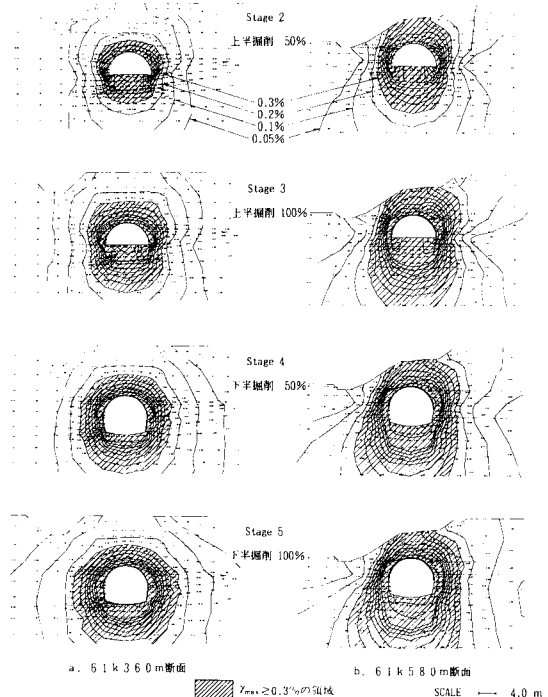 Stage 2
上半掘削 50%
0.3%
0.2%
0.1%
0.05%
Stage 3
上半掘削 100%
Stage 4
下半掘削 50%
Stage 5
下半掘削 100%
a. 61k360m断面
b. 61k580m断面
γmax ≥ 0.3%の領域
SCALE 4.0 m